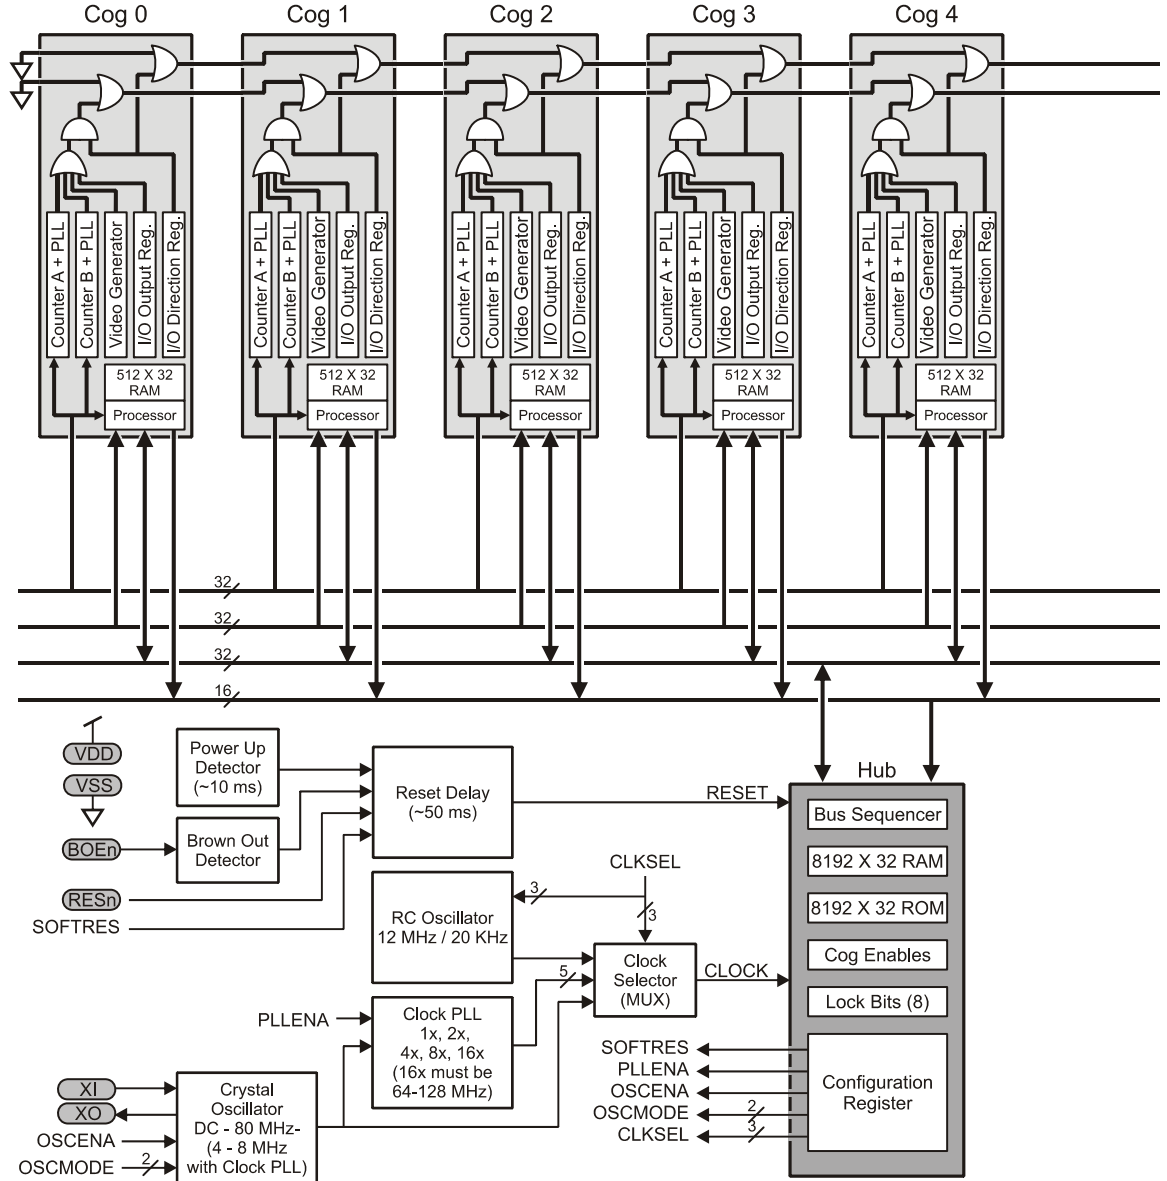 Cog 0
Cog 1
Cog 2
Cog 3
Cog 4
Counter A + PLL
Counter B + PLL
Video Generator
I/O Output Reg.
I/O Direction Reg.
512 X 32
RAM
Processor
Counter A + PLL
Counter B + PLL
Video Generator
I/O Output Reg.
I/O Direction Reg.
512 X 32
RAM
Processor
Counter A + PLL
Counter B + PLL
Video Generator
I/O Output Reg.
I/O Direction Reg.
512 X 32
RAM
Processor
Counter A + PLL
Counter B + PLL
Video Generator
I/O Output Reg.
I/O Direction Reg.
512 X 32
RAM
Processor
Counter A + PLL
Counter B + PLL
Video Generator
I/O Output Reg.
I/O Direction Reg.
512 X 32
RAM
Processor
32
32
32
16
VDD
VSS
BOEn
RESn
SOFTRES
Power Up
Detector
(~10 ms)
Brown Out
Detector
Reset Delay
(~50 ms)
RESET
CLKSEL
3
3
RC Oscillator
12 MHz / 20 KHz
5
Clock
Selector
(MUX)
CLOCK
PLLENA
Clock PLL
1x, 2x,
4x, 8x, 16x
(16x must be
64-128 MHz)
XI
XO
OSCENA
OSCMODE
2
Crystal
Oscillator
DC - 80 MHz-
(4 - 8 MHz
with Clock PLL)
Hub
Bus Sequencer
8192 X 32 RAM
8192 X 32 ROM
Cog Enables
Lock Bits (8)
Configuration
Register
SOFTRES
PLLENA
OSCENA
OSCMODE
2
CLKSEL
3